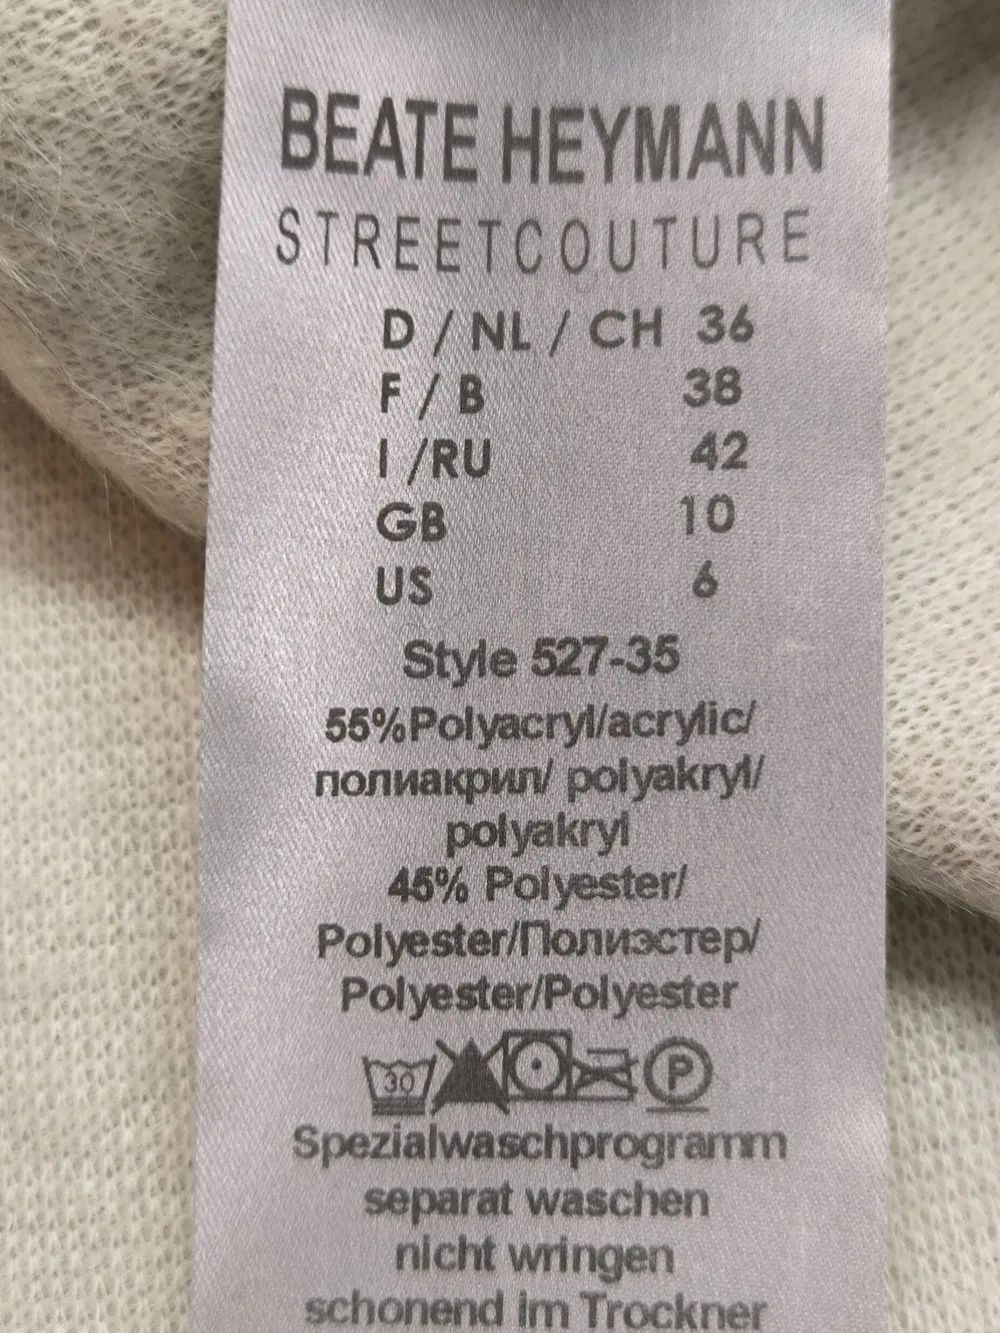 BEATE HEYMANN
STREETCOUTURE
D / NL / CH 36
F / B 38
I /RU 42
GB 10
US 6
Style 527-35
55%Polyacryl/acrylic/
полиакрил/ polyakryl/
polyakryl
45% Polyester/
Polyester/Полиэстер/
Polyester/Polyester
30 P
Spezialwaschprogramm
separat waschen
nicht wringen
schonend im Trockner